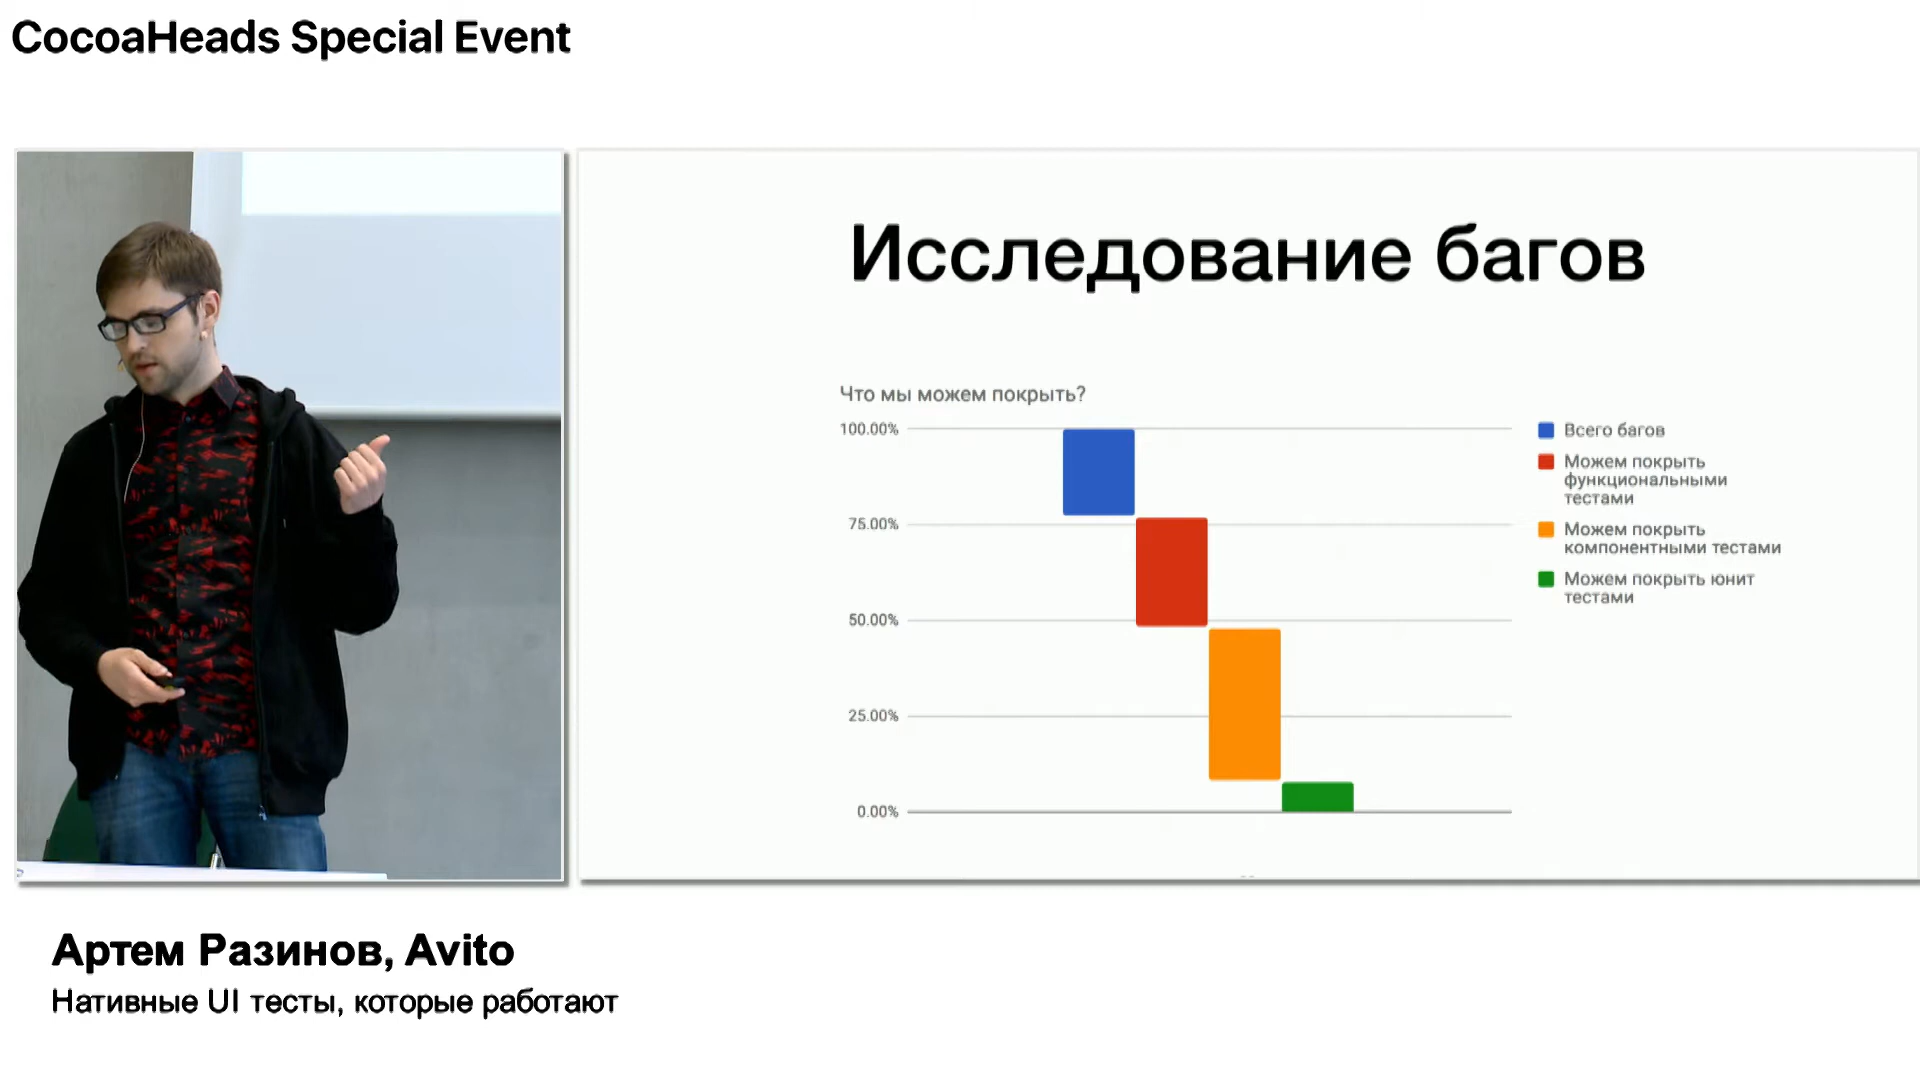 CocoaHeads Special Event
Исследование багов
Что мы можем покрыть?
100.00%
75.00%
50.00%
25.00%
0.00%
Всего багов
Можем покрыть
функциональными
тестами
Можем покрыть
компонентными тестами
Можем покрыть юнит
тестами
Артем Разинов, Avito
Нативные UI тесты, которые работают